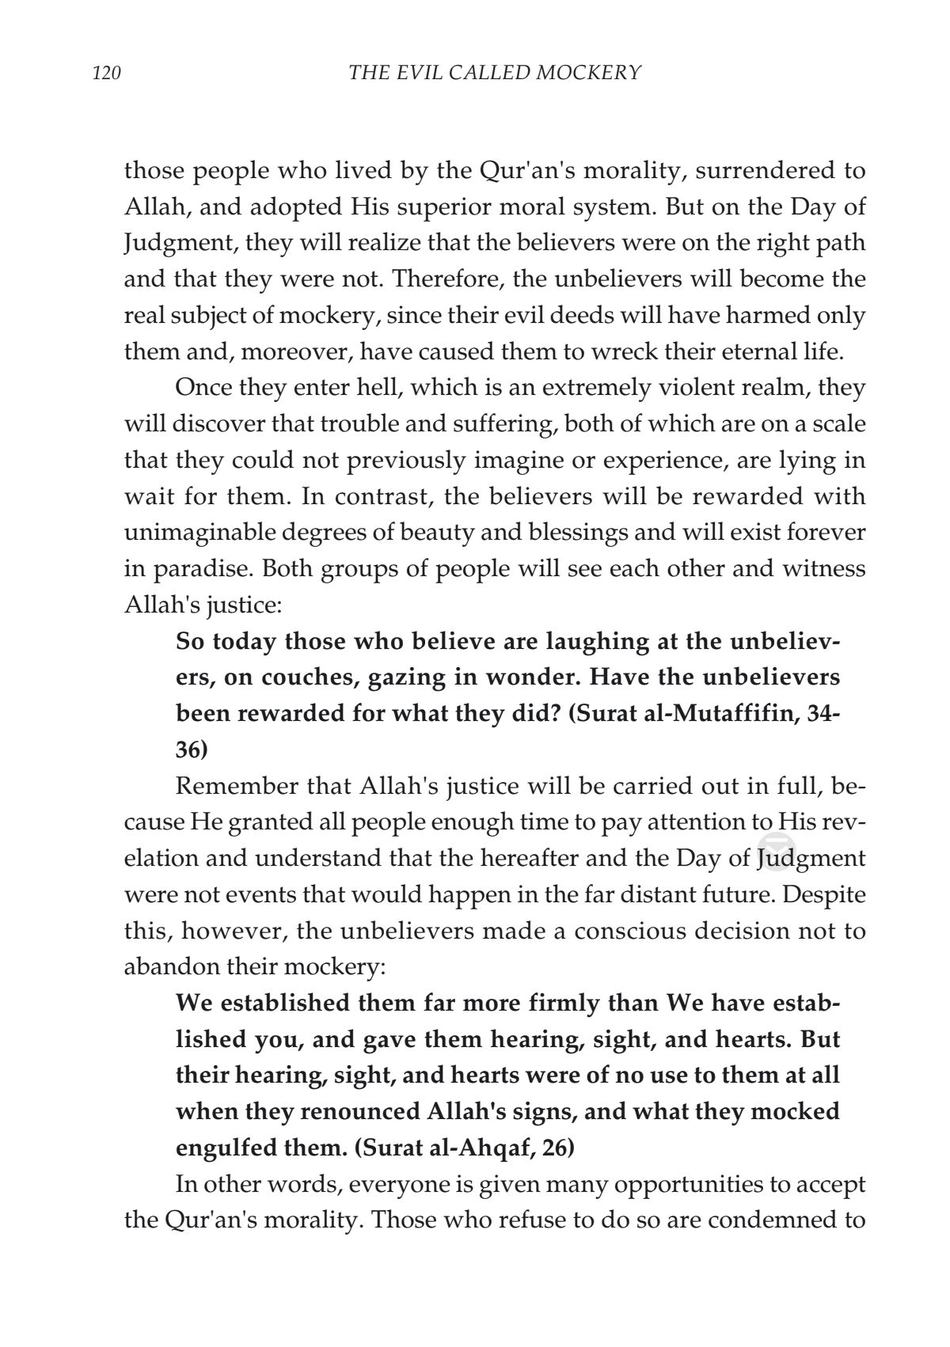 120
THE EVIL CALLED MOCKERY
those people who lived by the Qur'an's morality, surrendered to
Allah, and adopted His superior moral system. But on the Day of
Judgment, they will realize that the believers were on the right path
and that they were not. Therefore, the unbelievers will become the
real subject of mockery, since their evil deeds will have harmed only
them and, moreover, have caused them to wreck their eternal life.
Once they enter hell, which is an extremely violent realm, they
will discover that trouble and suffering, both of which are on a scale
that they could not previously imagine or experience, are lying in
wait for them. In contrast, the believers will be rewarded with
unimaginable degrees of beauty and blessings and will exist forever
in paradise. Both groups of people will see each other and witness
Allah's justice:
So today those who believe are laughing at the unbeliev-
ers, on couches, gazing in wonder. Have the unbelievers
been rewarded for what they did? (Surat al-Mutaffifin, 34-
36)
Remember that Allah's justice will be carried out in full, be-
cause He granted all people enough time to pay attention to His rev-
elation and understand that the hereafter and the Day of Judgment
were not events that would happen in the far distant future. Despite
this, however, the unbelievers made a conscious decision not to
abandon their mockery:
We established them far more firmly than We have estab-
lished you, and gave them hearing, sight, and hearts. But
their hearing, sight, and hearts were of no use to them at all
when they renounced Allah's signs, and what they mocked
engulfed them. (Surat al-Ahqaf, 26)
In other words, everyone is given many opportunities to accept
the Qur'an's morality. Those who refuse to do so are condemned to